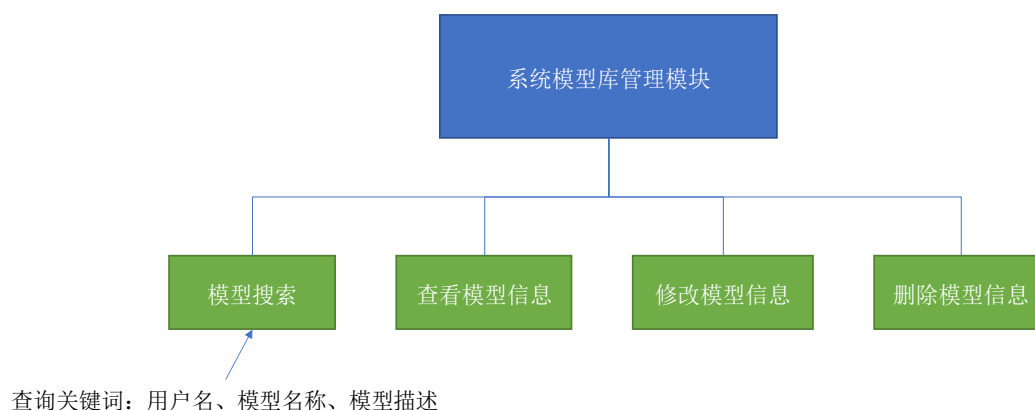 系统模型库管理模块
模型搜索
查看模型信息
修改模型信息
删除模型信息
查询关键词：用户名、模型名称、模型描述